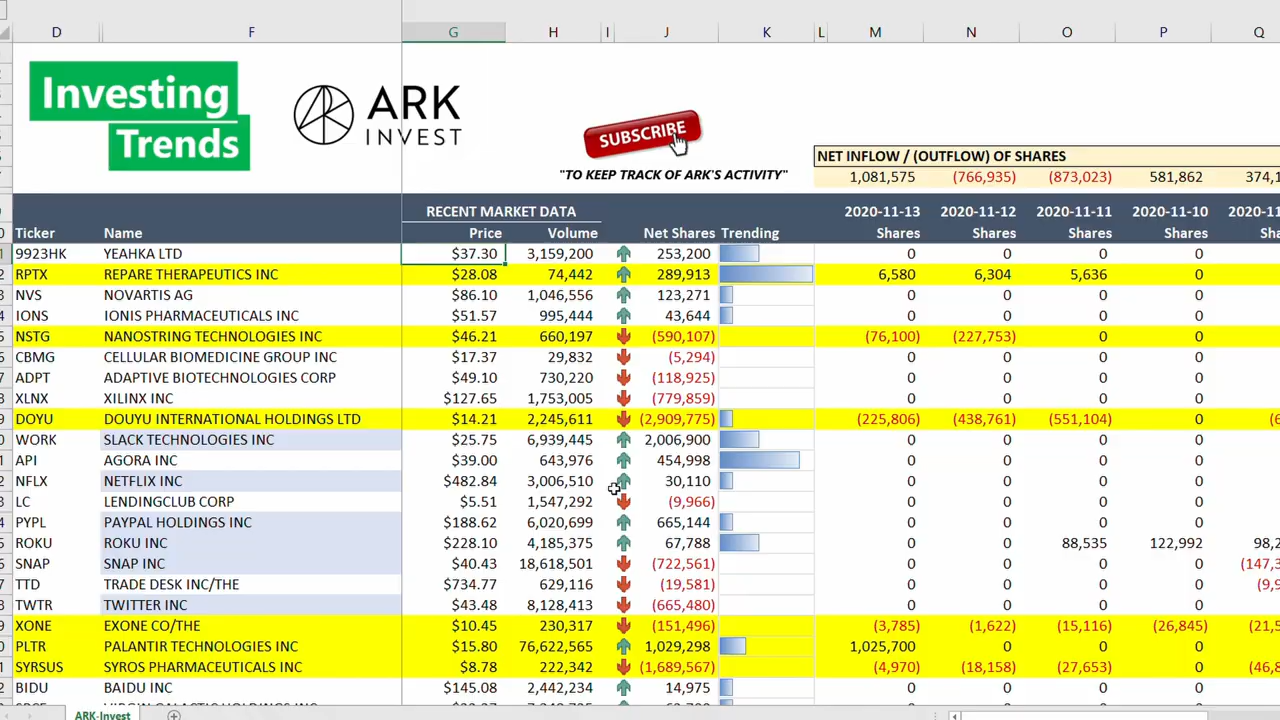 D F G H I J K L M N O P Q
Investing
Trends
ARK
INVEST
SUBSCRIBE
"TO KEEP TRACK OF ARK'S ACTIVITY"
NET INFLOW / (OUTFLOW) OF SHARES
1,081,575 (766,935) (873,023) 581,862 374,1
RECENT MARKET DATA 2020-11-13 2020-11-12 2020-11-11 2020-11-10 2020-11-
Ticker Name Price Volume Net Shares Trending Shares Shares Shares Shares Sha
9923HK YEAHKA LTD $37.30 3,159,200 253,200 0 0 0 0
RPTX REPARE THERAPEUTICS INC $28.08 74,442 289,913 6,580 6,304 5,636 0
NVS NOVARTIS AG $86.10 1,046,556 123,271 0 0 0 0
IONS IONIS PHARMACEUTICALS INC $51.57 995,444 43,644 0 0 0 0
NSTG NANOSTRING TECHNOLOGIES INC $46.21 660,197 (590,107) (76,100) (227,753) 0 0
CBMG CELLULAR BIOMEDICINE GROUP INC $17.37 29,832 (5,294) 0 0 0 0
ADPT ADAPTIVE BIOTECHNOLOGIES CORP $49.10 730,220 (118,925) 0 0 0 0
XLNX XILINX INC $127.65 1,753,005 (779,859) 0 0 0 0
DOYU DOUYU INTERNATIONAL HOLDINGS LTD $14.21 2,245,611 (2,909,775) (225,806) (438,761) (551,104) 0 (6
WORK SLACK TECHNOLOGIES INC $25.75 6,939,445 2,006,900 0 0 0 0
API AGORA INC $39.00 643,976 454,998 0 0 0 0
NFLX NETFLIX INC $482.84 3,006,510 30,110 0 0 0 0
LC LENDINGCLUB CORP $5.51 1,547,292 (9,966) 0 0 0 0
PYPL PAYPAL HOLDINGS INC $188.62 6,020,699 665,144 0 0 0 0
ROKU ROKU INC $228.10 4,185,375 67,788 0 0 88,535 122,992 98,2
SNAP SNAP INC $40.43 18,618,501 (722,561) 0 0 0 0 (147,3
TTD TRADE DESK INC/THE $734.77 629,116 (19,581) 0 0 0 0 (9,9
TWTR TWITTER INC $43.48 8,128,413 (665,480) 0 0 0 0
XONE EXONE CO/THE $10.45 230,317 (151,496) (3,785) (1,622) (15,116) (26,845) (21,5
PLTR PALANTIR TECHNOLOGIES INC $15.80 76,622,565 1,029,298 1,025,700 0 0 0
SYRSUS SYROS PHARMACEUTICALS INC $8.78 222,342 (1,689,567) (4,970) (18,158) (27,653) 0 (46,8
BIDU BAIDU INC $145.08 2,442,234 14,975 0 0 0 0
ARK-Invest